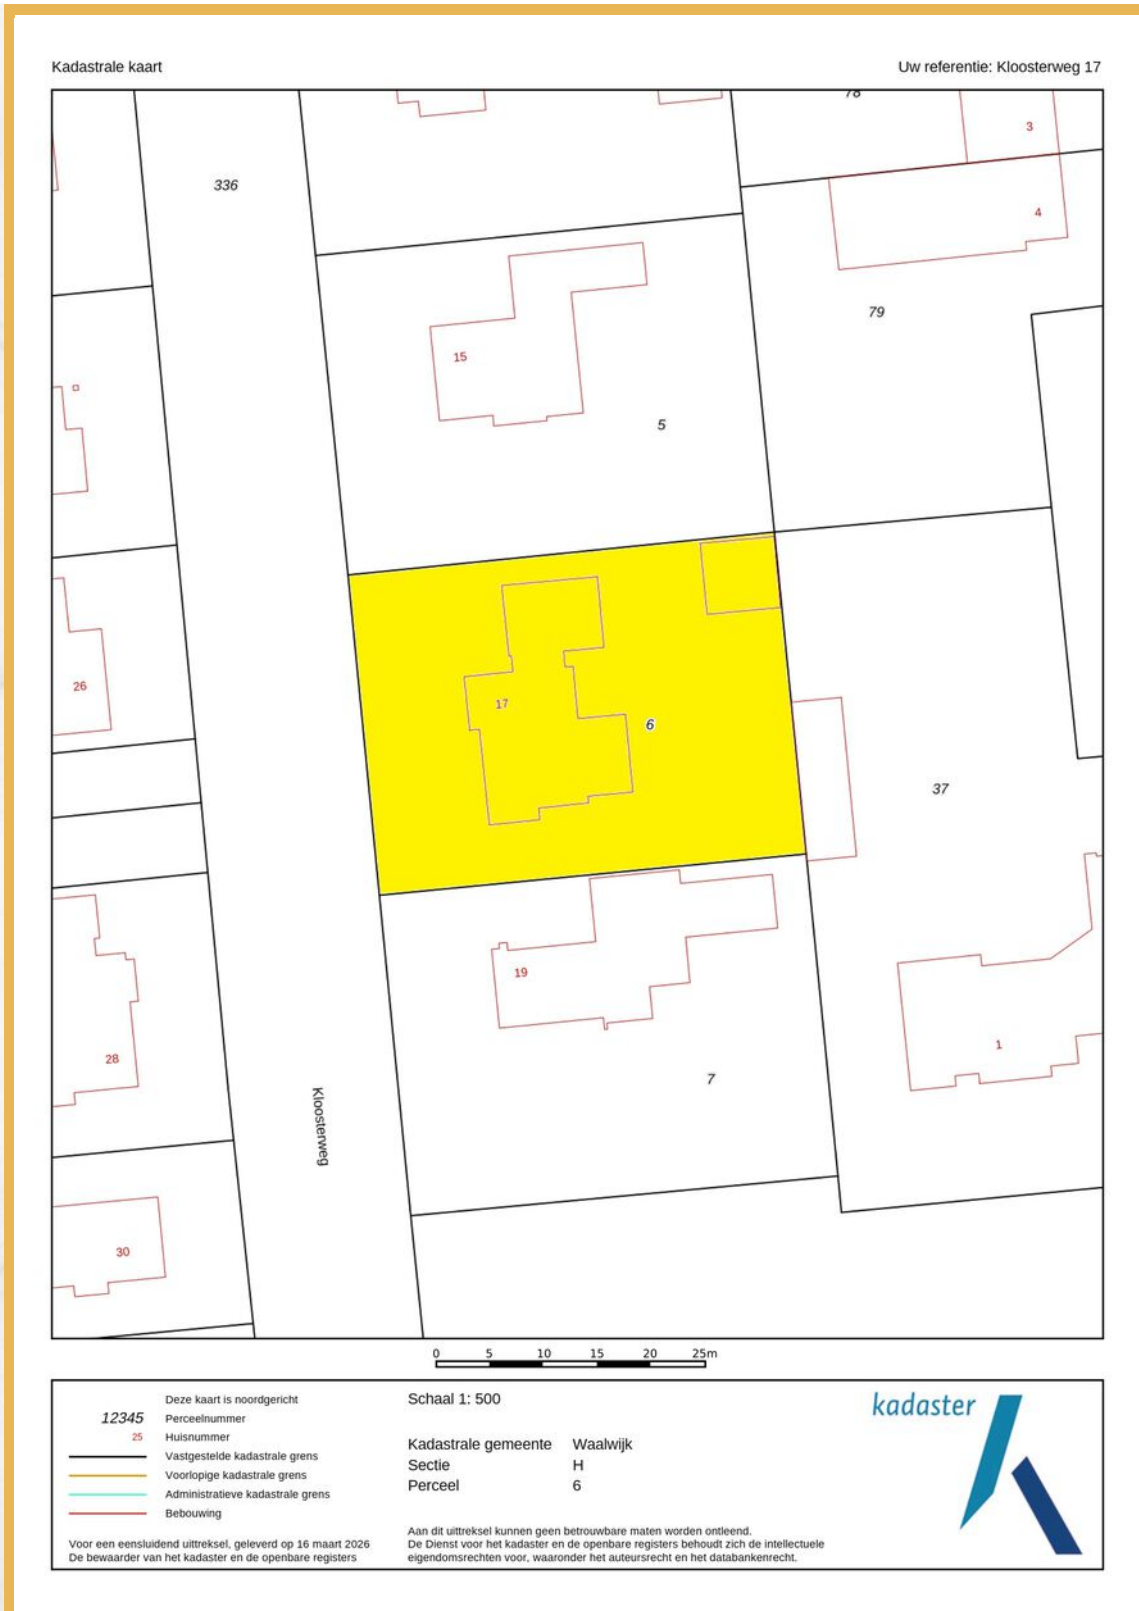 Kadastrale kaart
Uw referentie: Kloosterweg 17
78
3
336
4
79
15
5
26
17
6
37
19
28
1
7
Kloosterweg
30
0 5 10 15 20 25m
Deze kaart is noordgericht
12345 Perceelnummer
25 Huisnummer
Vastgestelde kadastrale grens
Voorlopige kadastrale grens
Administratieve kadastrale grens
Bebouwing
Voor een eensluidend uittreksel, geleverd op 16 maart 2026
De bewaarder van het kadaster en de openbare registers
Schaal 1: 500
Kadastrale gemeente Waalwijk
Sectie H
Perceel 6
Aan dit uittreksel kunnen geen betrouwbare maten worden ontleend.
De Dienst voor het kadaster en de openbare registers behoudt zich de intellectuele
eigendomsrechten voor, waaronder het auteursrecht en het databankenrecht.
kadaster